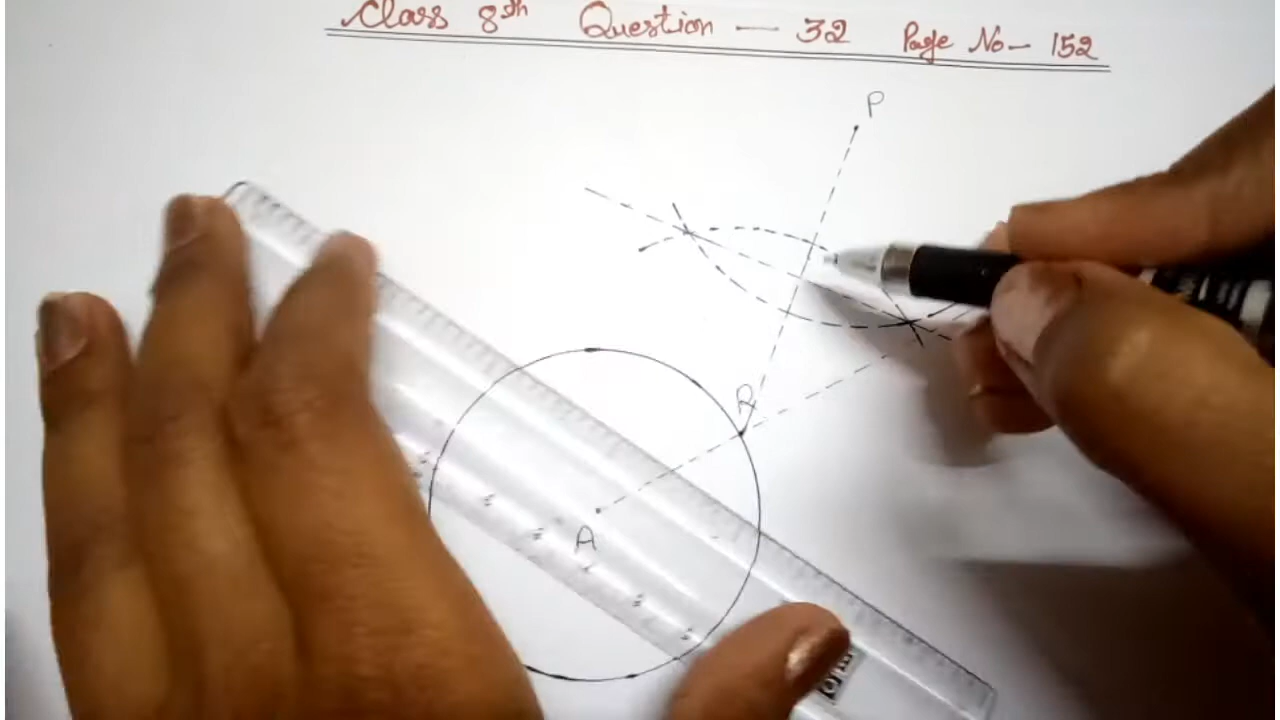 Class 8th Question — 32 Page No- 152
P
R
A